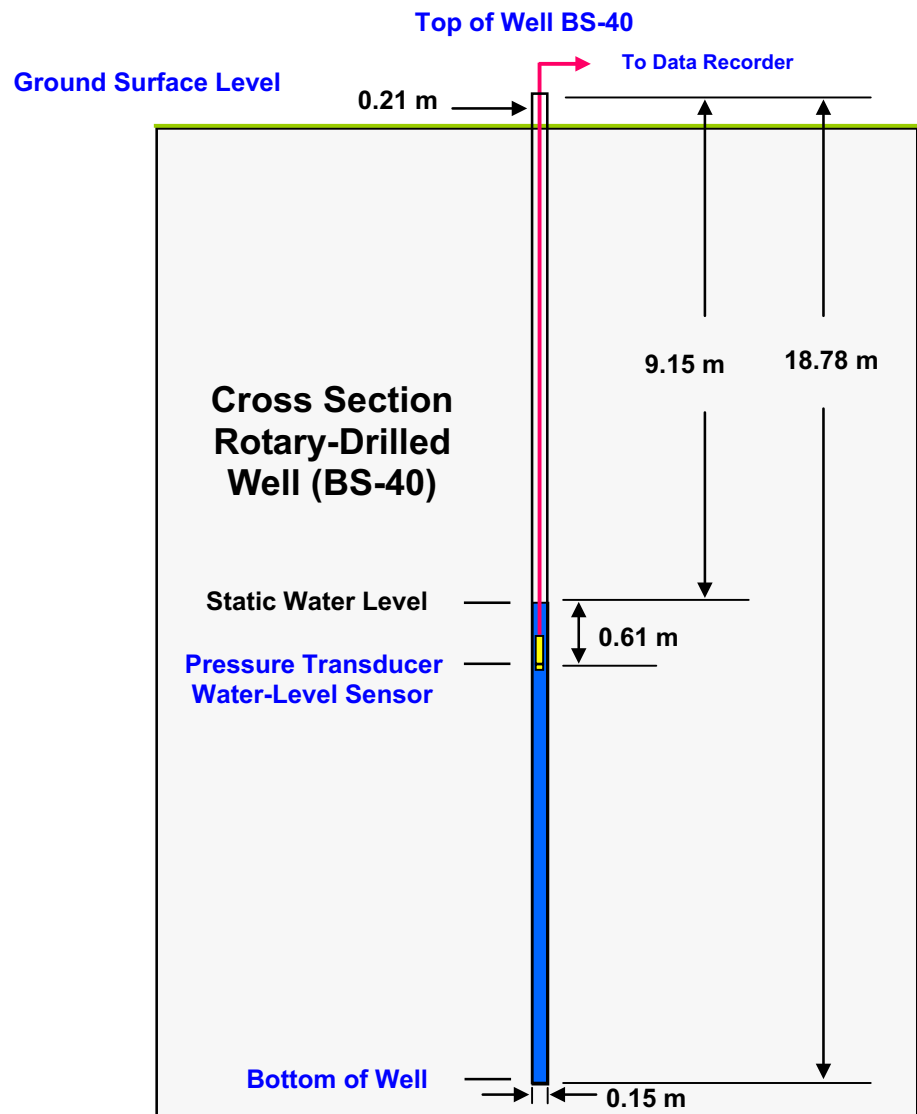 Top of Well BS-40
To Data Recorder
Ground Surface Level
0.21 m
9.15 m
18.78 m
Cross Section
Rotary-Drilled
Well (BS-40)
Static Water Level
0.61 m
Pressure Transducer
Water-Level Sensor
Bottom of Well
0.15 m